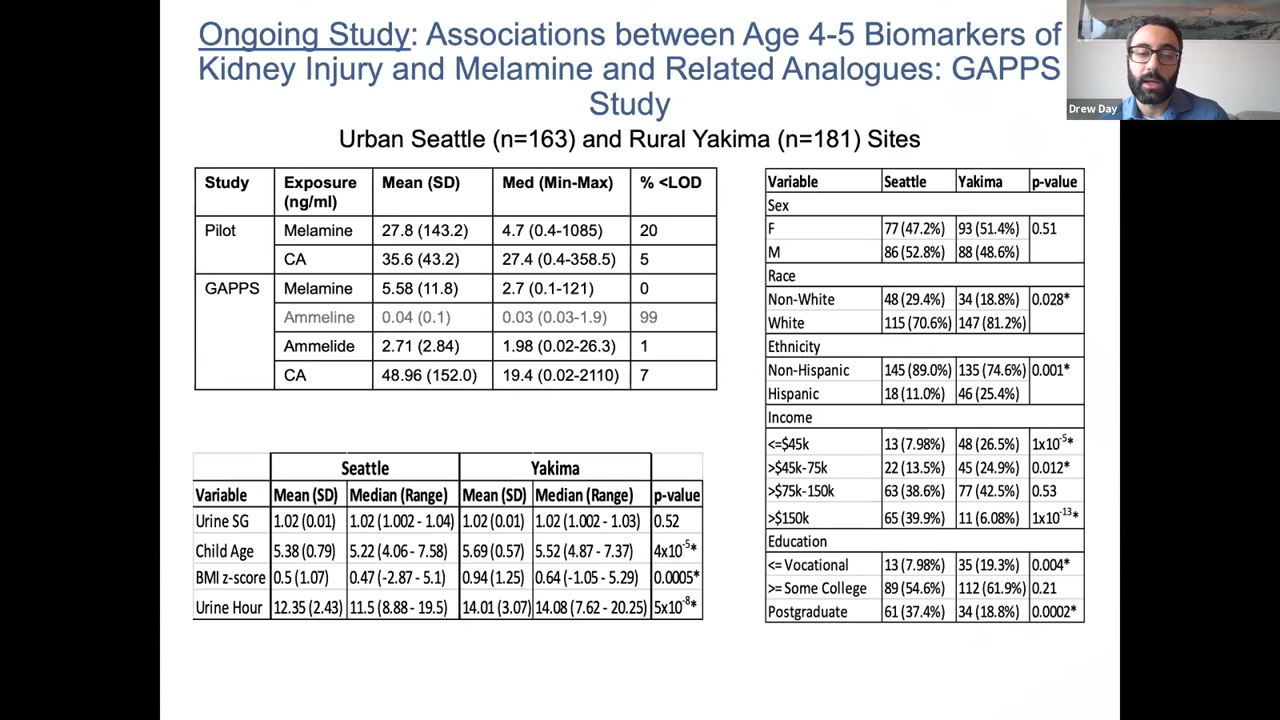 Ongoing Study: Associations between Age 4-5 Biomarkers of
Kidney Injury and Melamine and Related Analogues: GAPPS
Study
Urban Seattle (n=163) and Rural Yakima (n=181) Sites
Drew Day
Study Exposure (ng/ml) Mean (SD) Med (Min-Max) % <LOD
Pilot Melamine 27.8 (143.2) 4.7 (0.4-1085) 20
CA 35.6 (43.2) 27.4 (0.4-358.5) 5
GAPPS Melamine 5.58 (11.8) 2.7 (0.1-121) 0
Ammeline 0.04 (0.1) 0.03 (0.03-1.9) 99
Ammelide 2.71 (2.84) 1.98 (0.02-26.3) 1
CA 48.96 (152.0) 19.4 (0.02-2110) 7
Seattle Yakima
Variable Mean (SD) Median (Range) Mean (SD) Median (Range) p-value
Urine SG 1.02 (0.01) 1.02 (1.002 - 1.04) 1.02 (0.01) 1.02 (1.002 - 1.03) 0.52
Child Age 5.38 (0.79) 5.22 (4.06 - 7.58) 5.69 (0.57) 5.52 (4.87 - 7.37) 4x10⁻⁵*
BMI z-score 0.5 (1.07) 0.47 (-2.87 - 5.1) 0.94 (1.25) 0.64 (-1.05 - 5.29) 0.0005*
Urine Hour 12.35 (2.43) 11.5 (8.88 - 19.5) 14.01 (3.07) 14.08 (7.62 - 20.25) 5x10⁻⁸*
Variable Seattle Yakima p-value
Sex
F 77 (47.2%) 93 (51.4%) 0.51
M 86 (52.8%) 88 (48.6%)
Race
Non-White 48 (29.4%) 34 (18.8%) 0.028*
White 115 (70.6%) 147 (81.2%)
Ethnicity
Non-Hispanic 145 (89.0%) 135 (74.6%) 0.001*
Hispanic 18 (11.0%) 46 (25.4%)
Income
<=$45k 13 (7.98%) 48 (26.5%) 1x10⁻⁵*
>$45k-75k 22 (13.5%) 45 (24.9%) 0.012*
>$75k-150k 63 (38.6%) 77 (42.5%) 0.53
>$150k 65 (39.9%) 11 (6.08%) 1x10⁻¹³*
Education
<= Vocational 13 (7.98%) 35 (19.3%) 0.004*
>= Some College 89 (54.6%) 112 (61.9%) 0.21
Postgraduate 61 (37.4%) 34 (18.8%) 0.0002*